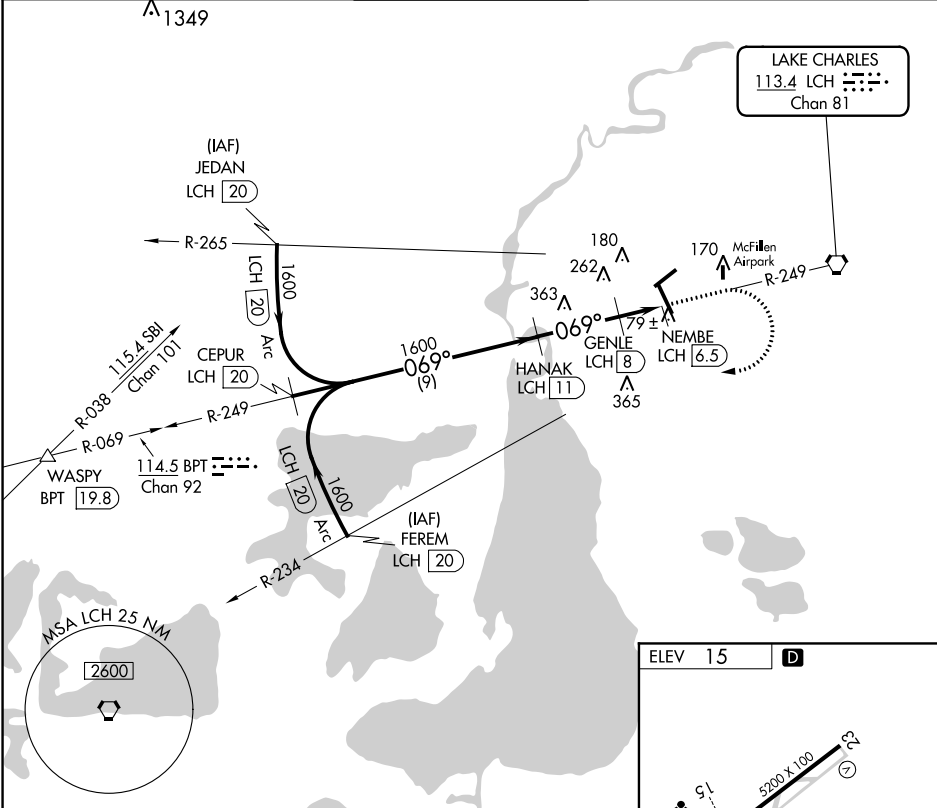 1349
LAKE CHARLES
113.4 LCH
Chan 81
(IAF)
JEDAN
LCH 20
R-265
1600
LCH 20 Arc
180
262
363
170
McFillen
Airpark
R-249
115.4 SBI
Chan 101
R-038
CEPUR
LCH 20
1600
069°
(9)
069°
79 ±
GENLE
LCH 8
NEMBE
LCH 6.5
HANAK
LCH 11
365
R-249
R-069
WASPY
BPT 19.8
114.5 BPT
Chan 92
LCH 20 Arc
1600
(IAF)
FEREM
LCH 20
R-234
MSA LCH 25 NM
2600
ELEV 15
D
5200 X 100
23
15